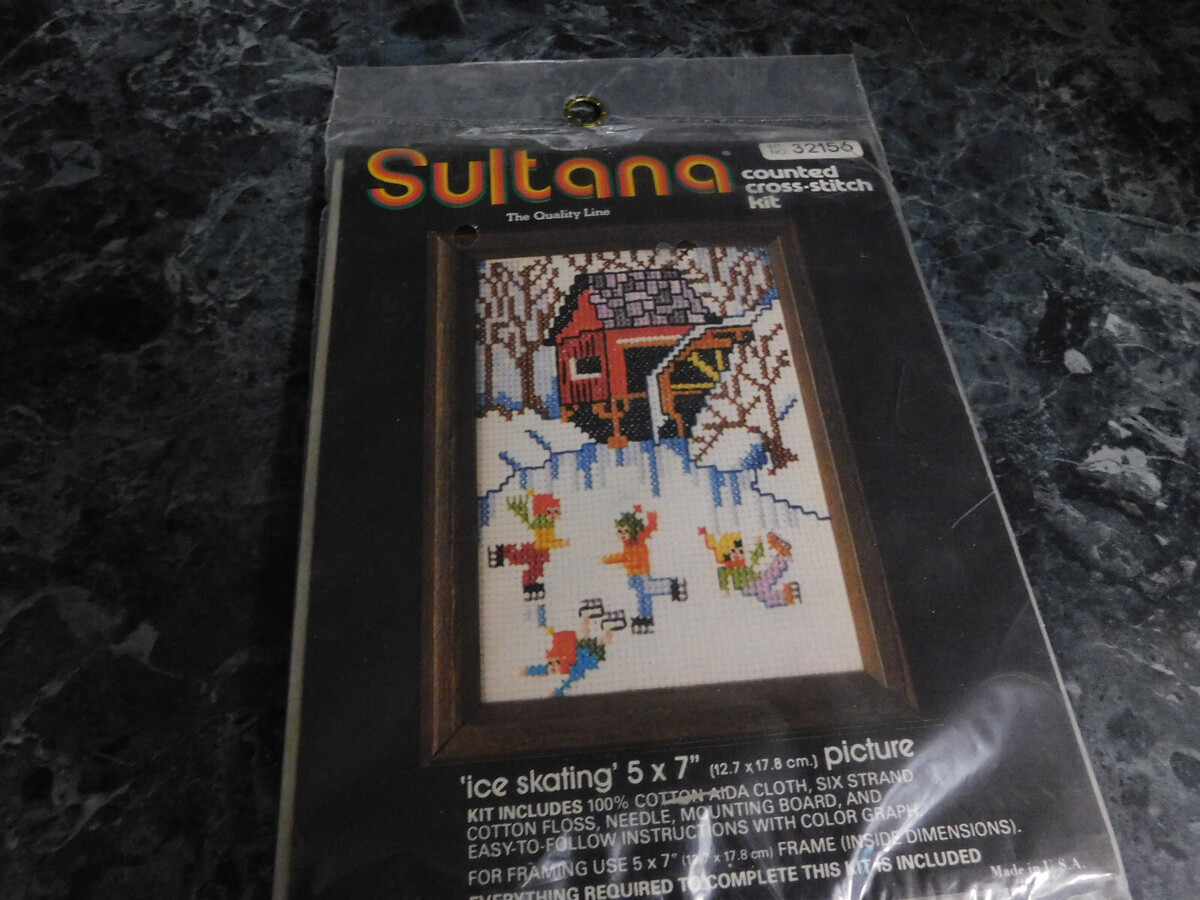 Sultana
The Quality Line
KIT NO. 32156
counted
cross-stitch
kit
'ice skating' 5 x 7" (12.7 x 17.8 cm.) picture
KIT INCLUDES 100% COTTON AIDA CLOTH, SIX STRAND
COTTON FLOSS, NEEDLE, MOUNTING BOARD, AND
EASY-TO-FOLLOW INSTRUCTIONS WITH COLOR GRAPH.
FOR FRAMING USE 5 x 7" (12.7 x 17.8 cm) FRAME (INSIDE DIMENSIONS).
EVERYTHING REQUIRED TO COMPLETE THIS KIT IS INCLUDED
Made in U.S.A.